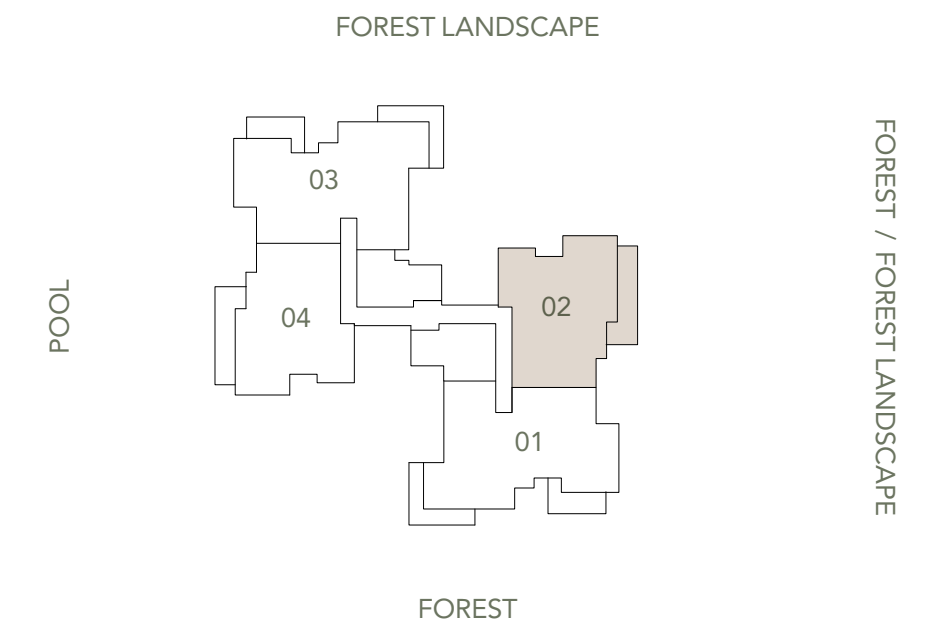 FOREST LANDSCAPE
03
02
04
01
POOL
FOREST / FOREST LANDSCAPE
FOREST